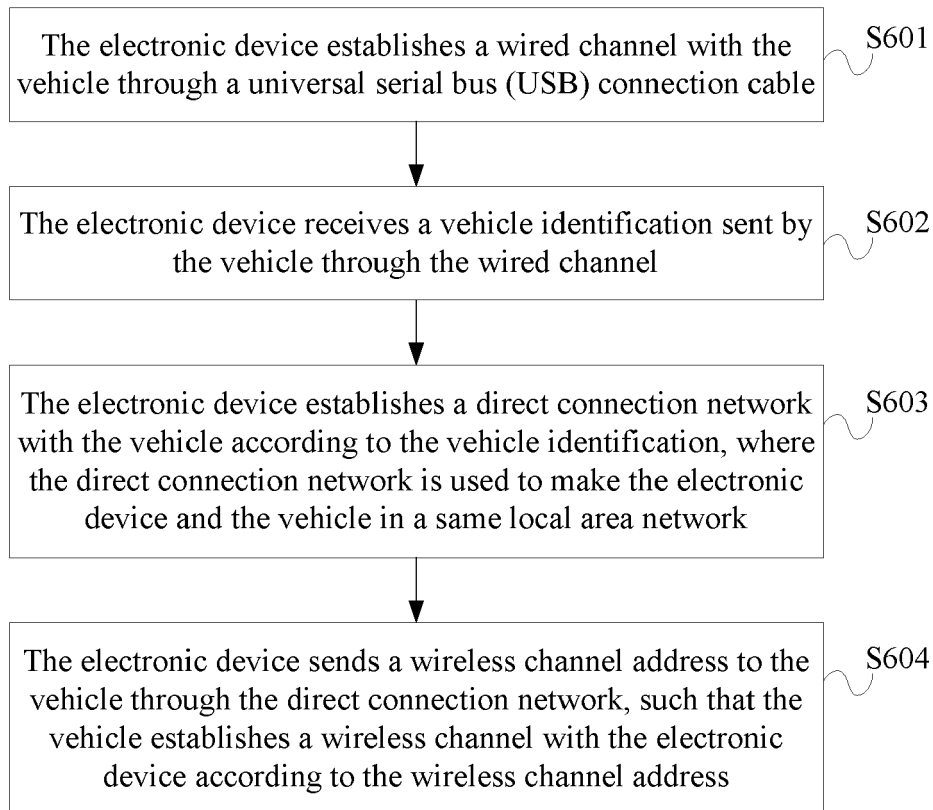 The electronic device establishes a wired channel with the
vehicle through a universal serial bus (USB) connection cable
S601
The electronic device receives a vehicle identification sent by
the vehicle through the wired channel
S602
The electronic device establishes a direct connection network
with the vehicle according to the vehicle identification, where
the direct connection network is used to make the electronic
device and the vehicle in a same local area network
S603
The electronic device sends a wireless channel address to the
vehicle through the direct connection network, such that the
vehicle establishes a wireless channel with the electronic
device according to the wireless channel address
S604